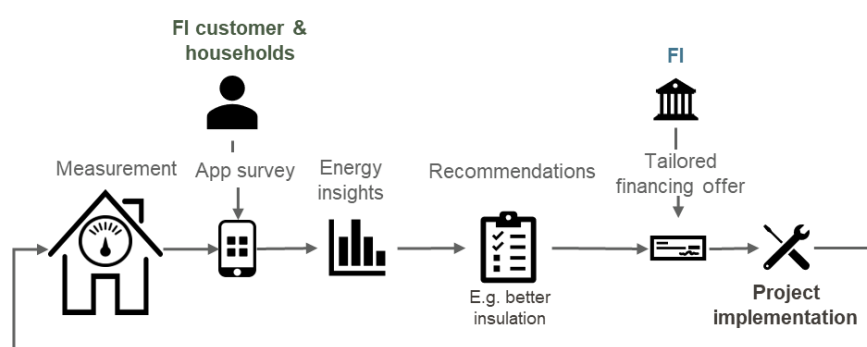 FI customer &
households
FI
Measurement
App survey
Energy
insights
Recommendations
Tailored
financing offer
E.g. better
insulation
Project
implementation